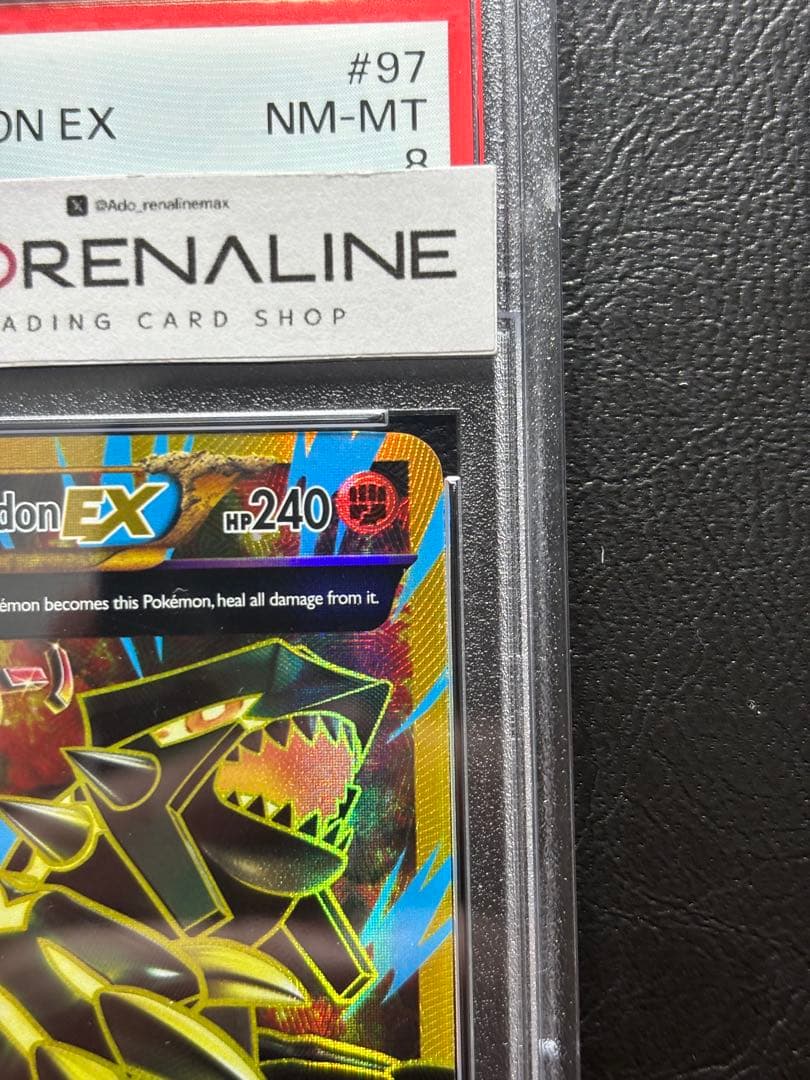 #97
ON EX NM-MT
8
@Ado_renalinemax
DRENALINE
ADING CARD SHOP
don EX HP240
émon becomes this Pokémon, heal all damage from it.